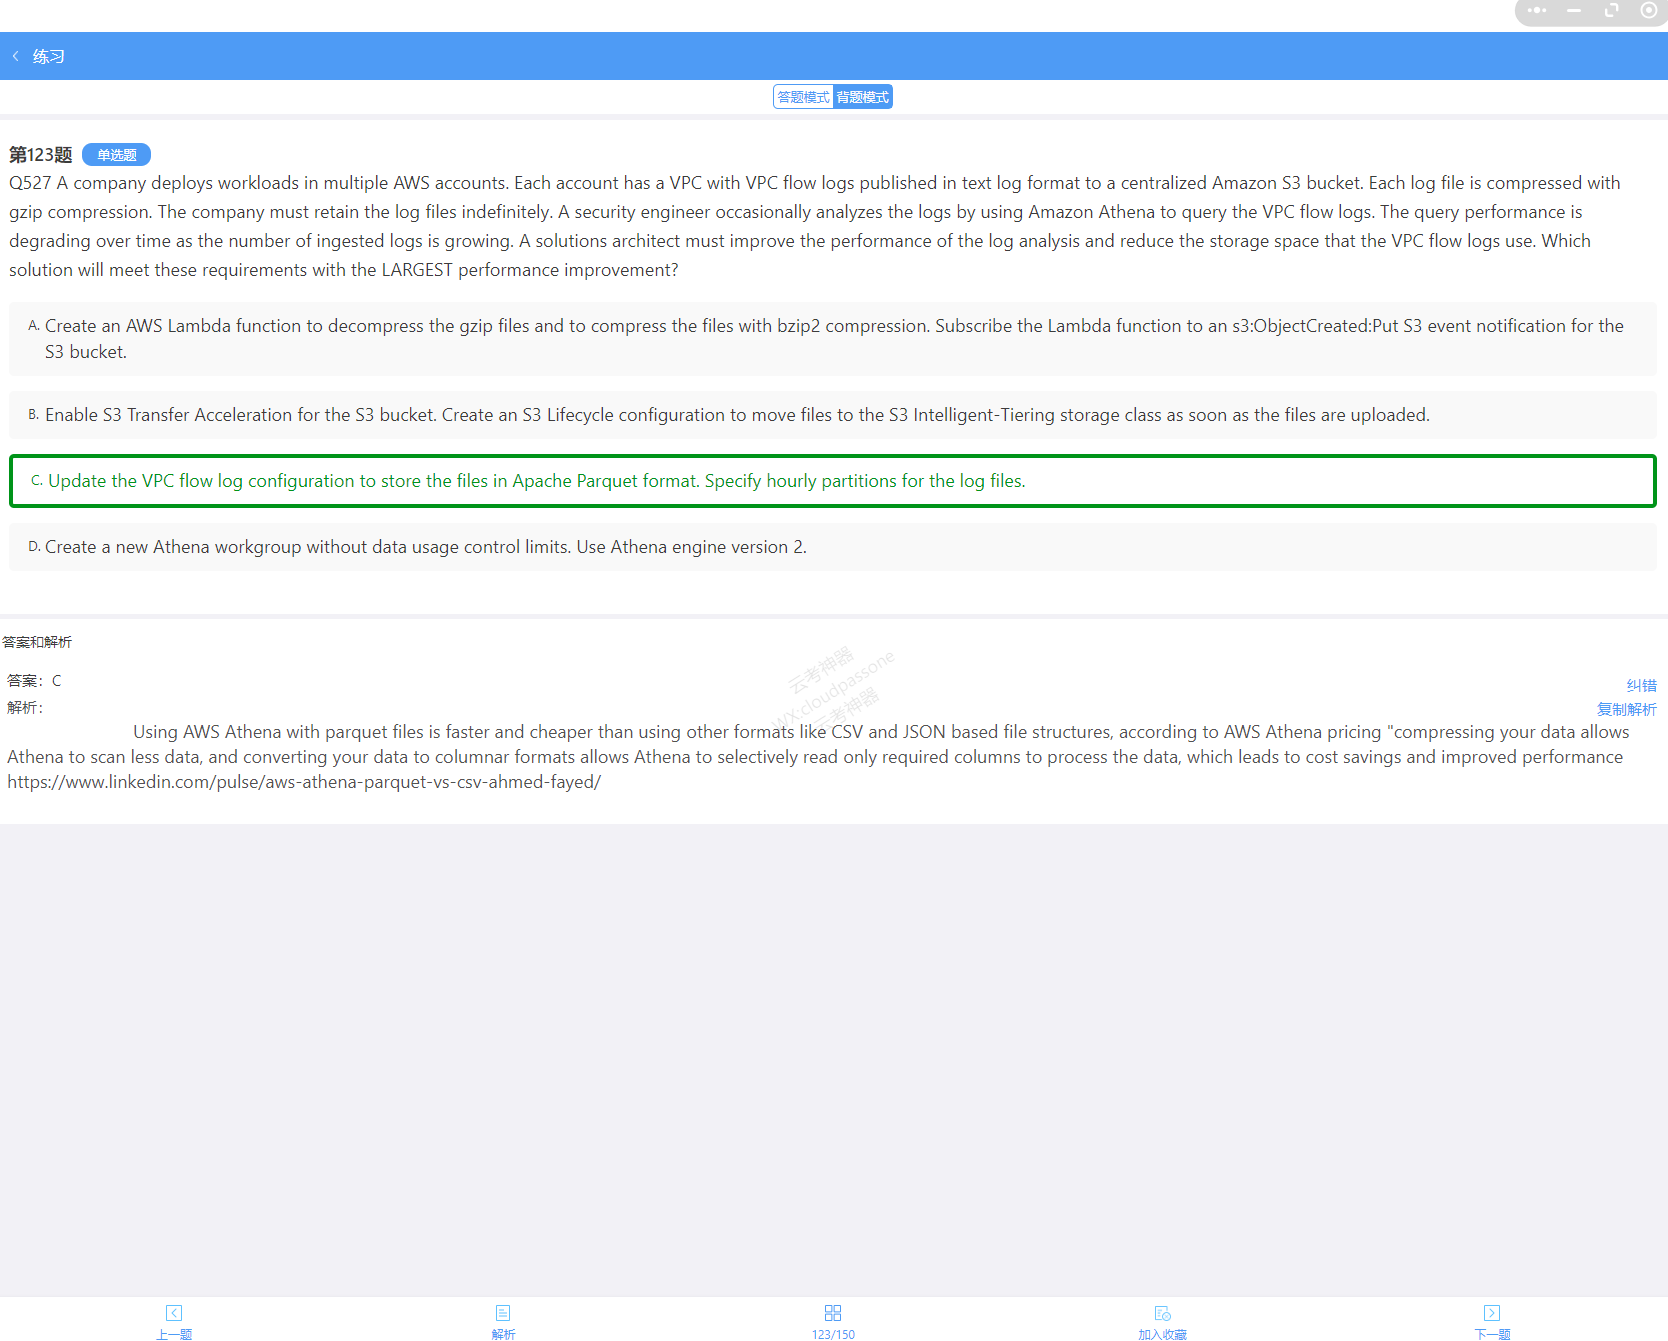 练习
答题模式 背题模式
第123题 单选题
Q527 A company deploys workloads in multiple AWS accounts. Each account has a VPC with VPC flow logs published in text log format to a centralized Amazon S3 bucket. Each log file is compressed with
gzip compression. The company must retain the log files indefinitely. A security engineer occasionally analyzes the logs by using Amazon Athena to query the VPC flow logs. The query performance is
degrading over time as the number of ingested logs is growing. A solutions architect must improve the performance of the log analysis and reduce the storage space that the VPC flow logs use. Which
solution will meet these requirements with the LARGEST performance improvement?
A. Create an AWS Lambda function to decompress the gzip files and to compress the files with bzip2 compression. Subscribe the Lambda function to an s3:ObjectCreated:Put S3 event notification for the
S3 bucket.
B. Enable S3 Transfer Acceleration for the S3 bucket. Create an S3 Lifecycle configuration to move files to the S3 Intelligent-Tiering storage class as soon as the files are uploaded.
C. Update the VPC flow log configuration to store the files in Apache Parquet format. Specify hourly partitions for the log files.
D. Create a new Athena workgroup without data usage control limits. Use Athena engine version 2.
答案和解析
云考神器
WX:cloudpassone
云考神器
答案：C
纠错
解析：
复制解析
Using AWS Athena with parquet files is faster and cheaper than using other formats like CSV and JSON based file structures, according to AWS Athena pricing "compressing your data allows
Athena to scan less data, and converting your data to columnar formats allows Athena to selectively read only required columns to process the data, which leads to cost savings and improved performance
https://www.linkedin.com/pulse/aws-athena-parquet-vs-csv-ahmed-fayed/
上一题 解析 123/150 加入收藏 下一题